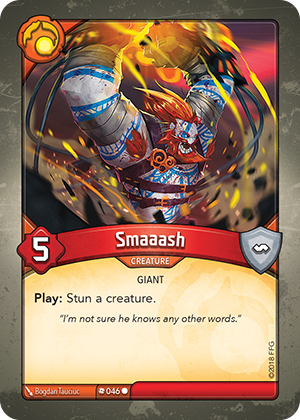 Smaaash
CREATURE
5
GIANT
Play: Stun a creature.
"I'm not sure he knows any other words."
Bogdan Tauciuc
046
©2018 FFG